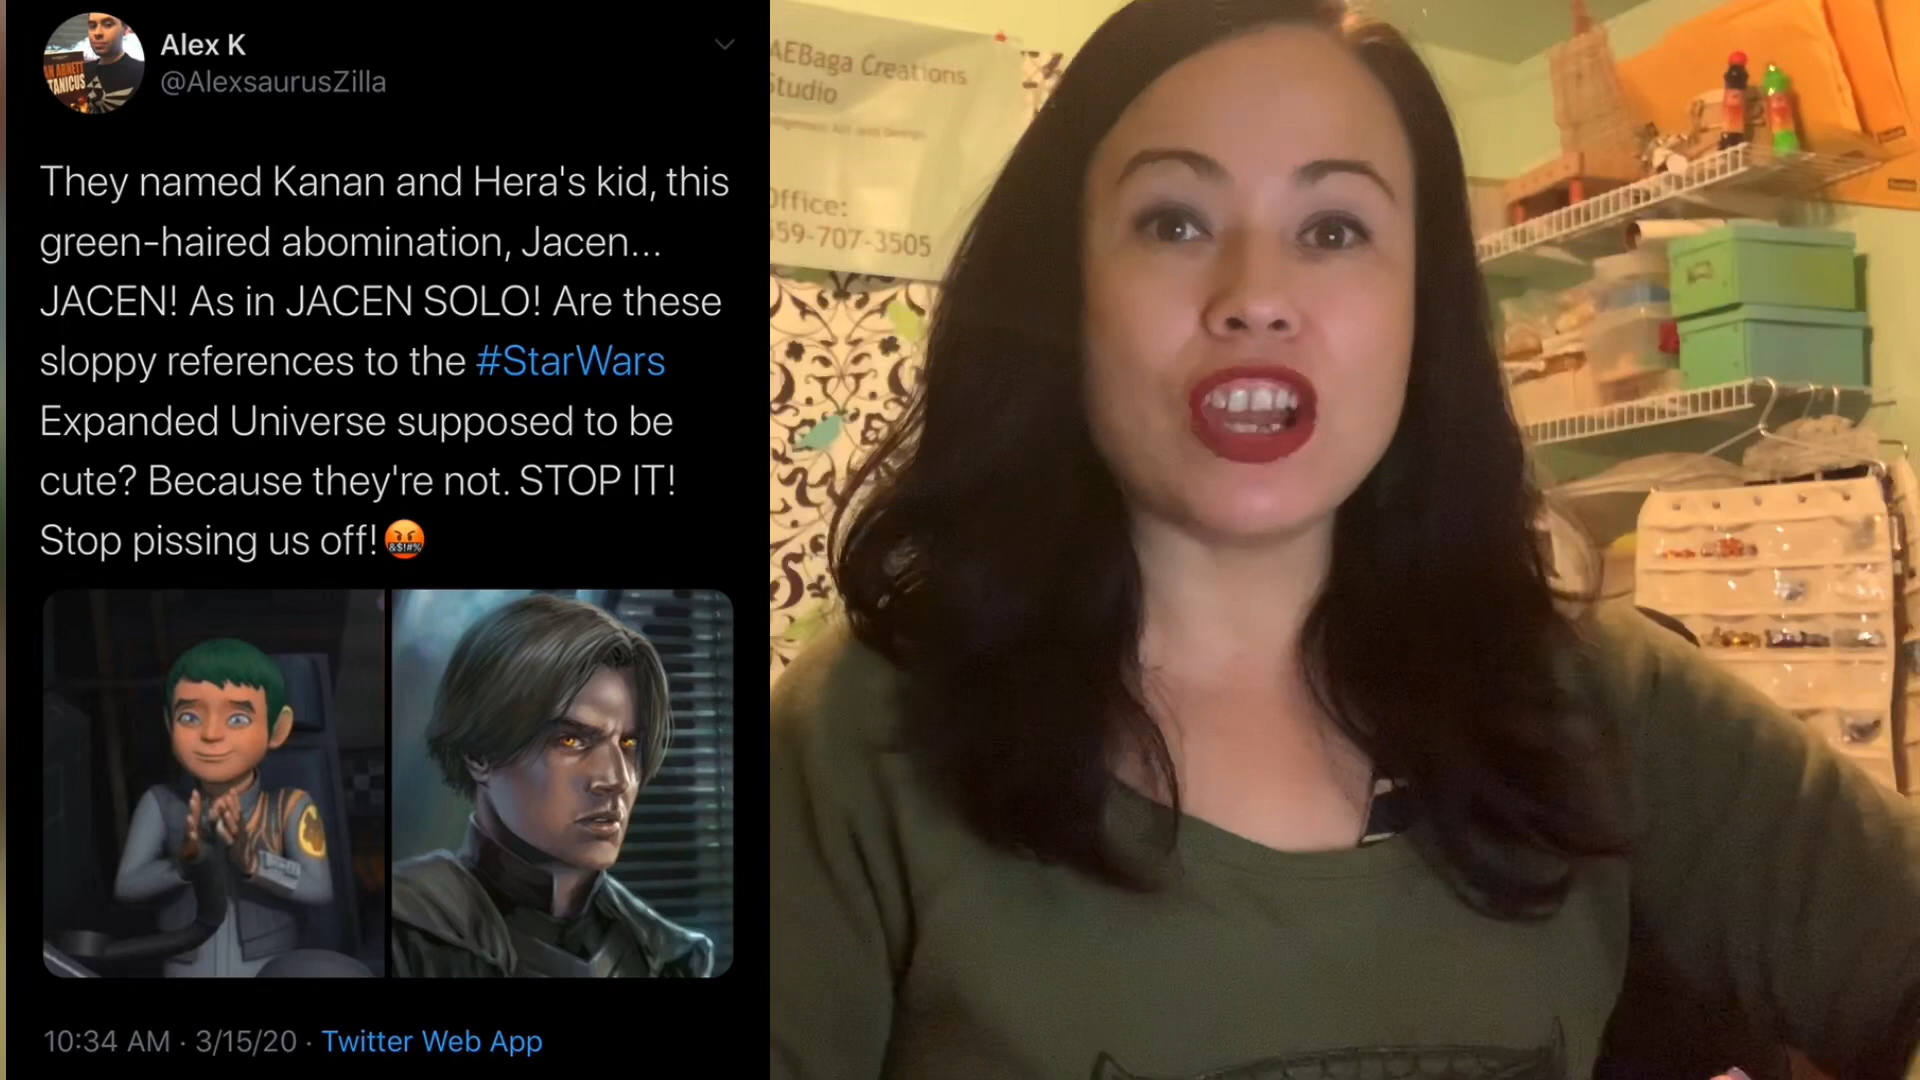 Alex K
@AlexsaurusZilla
They named Kanan and Hera's kid, this
green-haired abomination, Jacen...
JACEN! As in JACEN SOLO! Are these
sloppy references to the #StarWars
Expanded Universe supposed to be
cute? Because they're not. STOP IT!
Stop pissing us off!🤬
10:34 AM · 3/15/20 · Twitter Web App
AEBaga Creations
Studio
Office:
59-707-3505